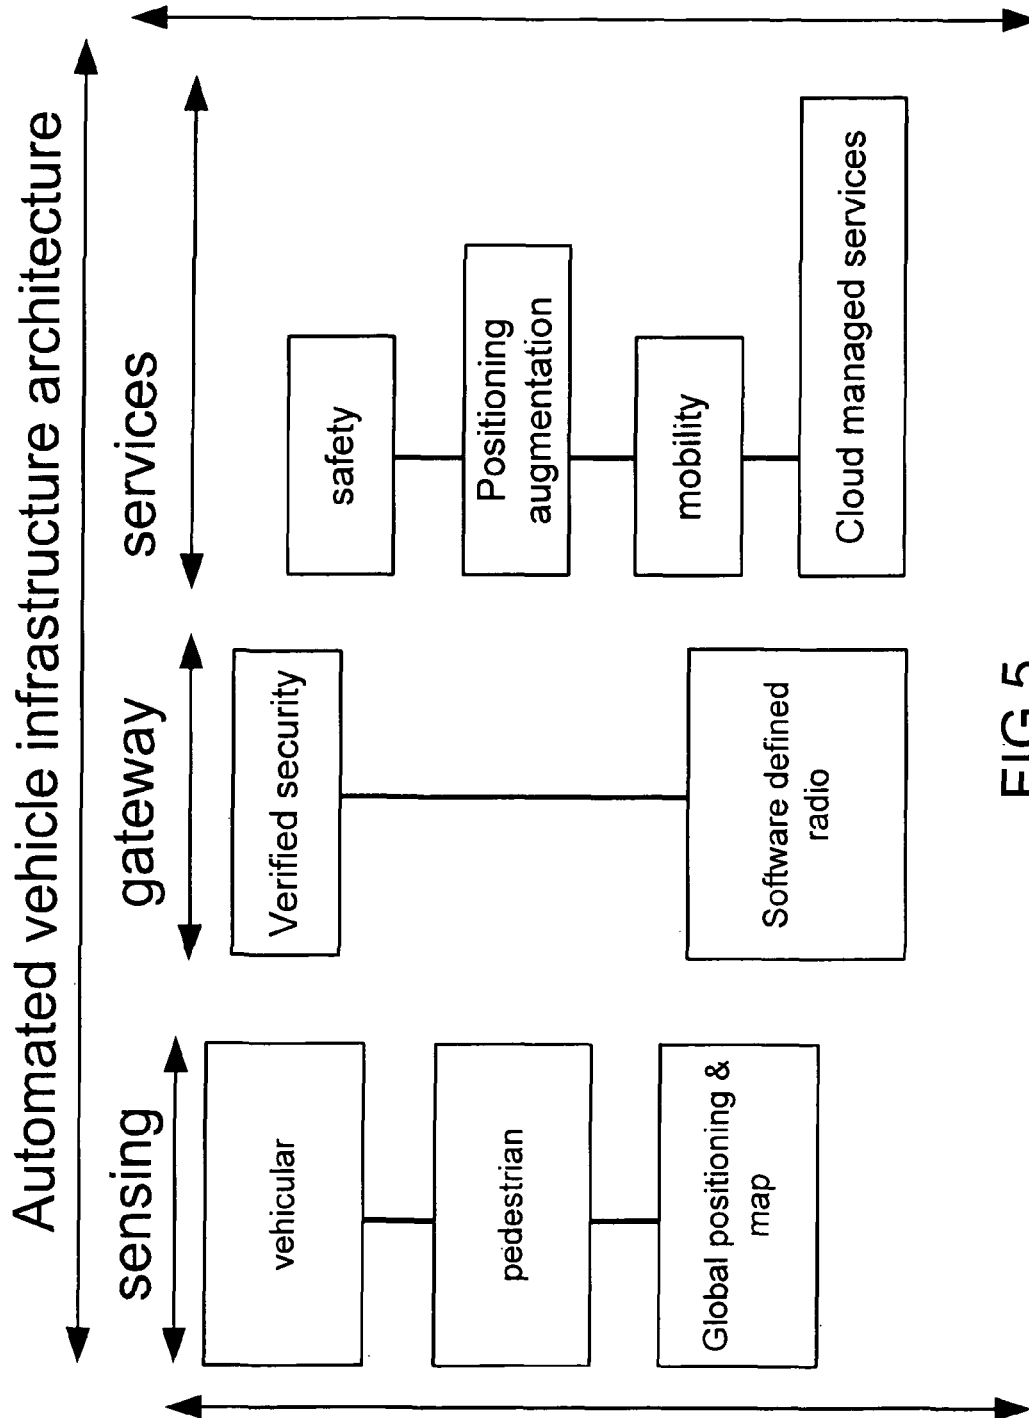 Automated vehicle infrastructure architecture
sensing
gateway
services
vehicular
pedestrian
Global positioning &
map
Verified security
Software defined
radio
safety
Positioning
augmentation
mobility
Cloud managed services
FIG 5